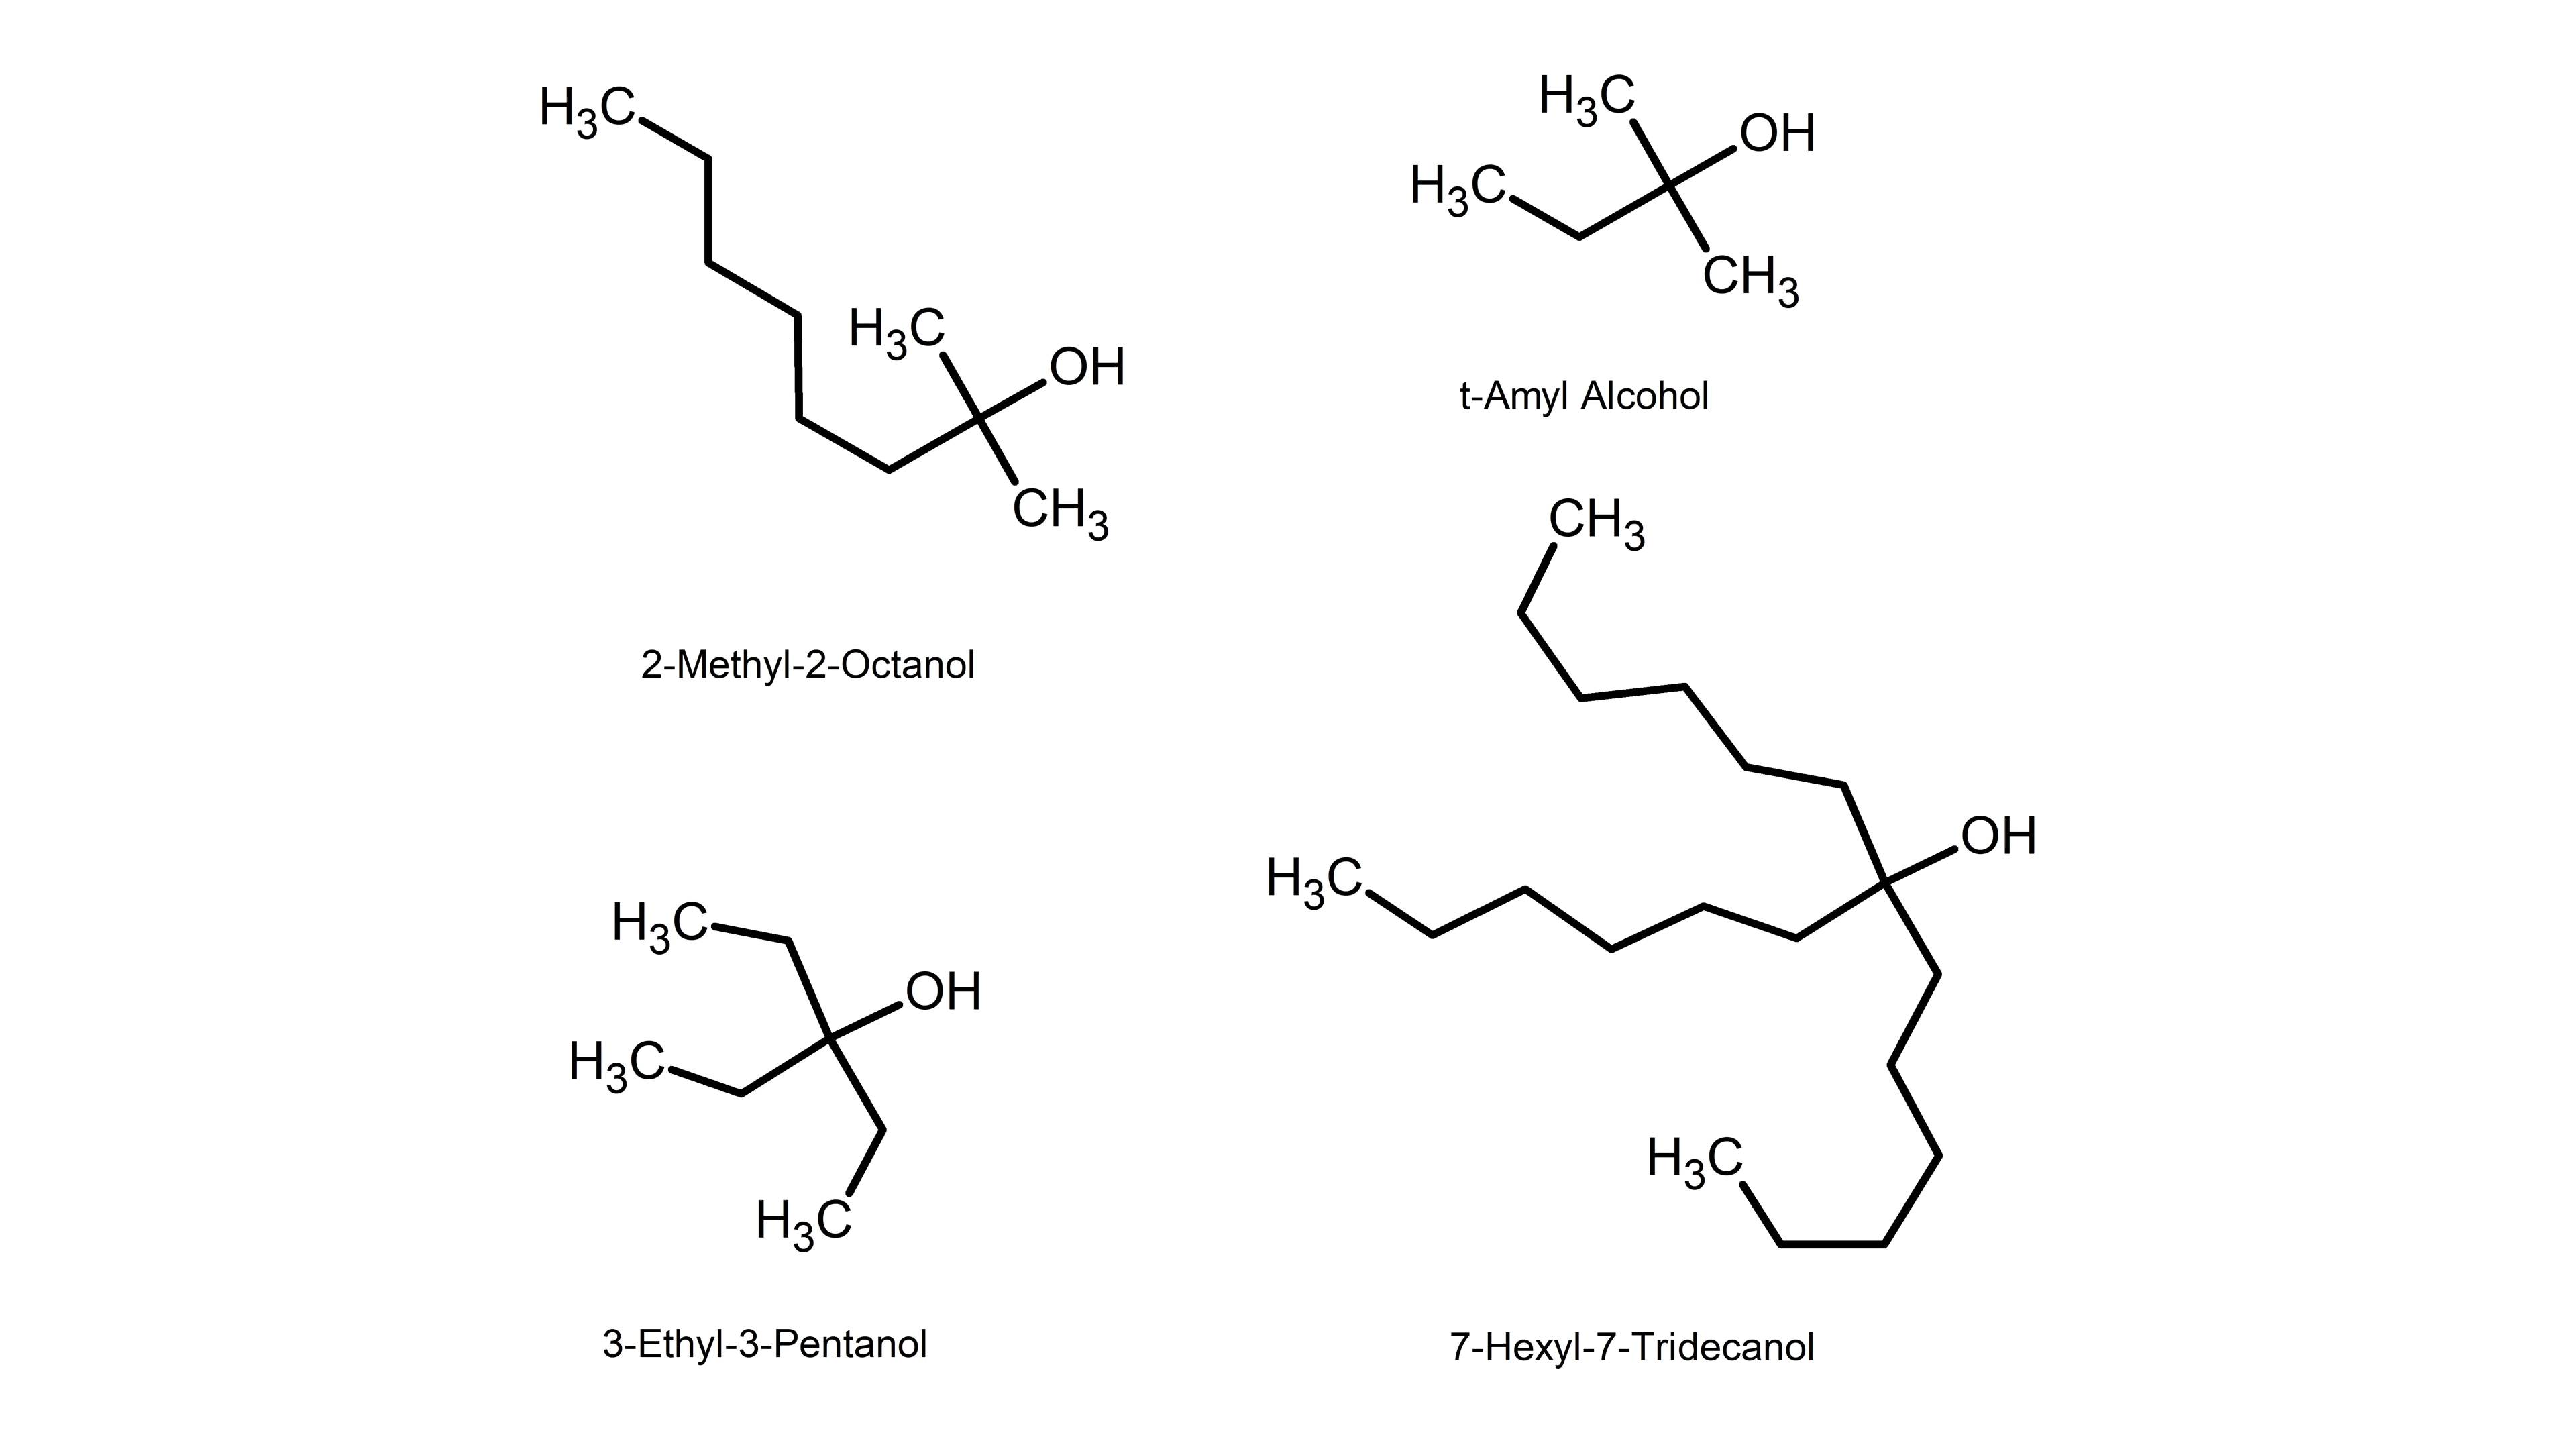 H3C
H3C
OH
CH3
2-Methyl-2-Octanol
H3C
OH
H3C
CH3
t-Amyl Alcohol
H3C
OH
H3C
H3C
3-Ethyl-3-Pentanol
CH3
OH
H3C
H3C
7-Hexyl-7-Tridecanol